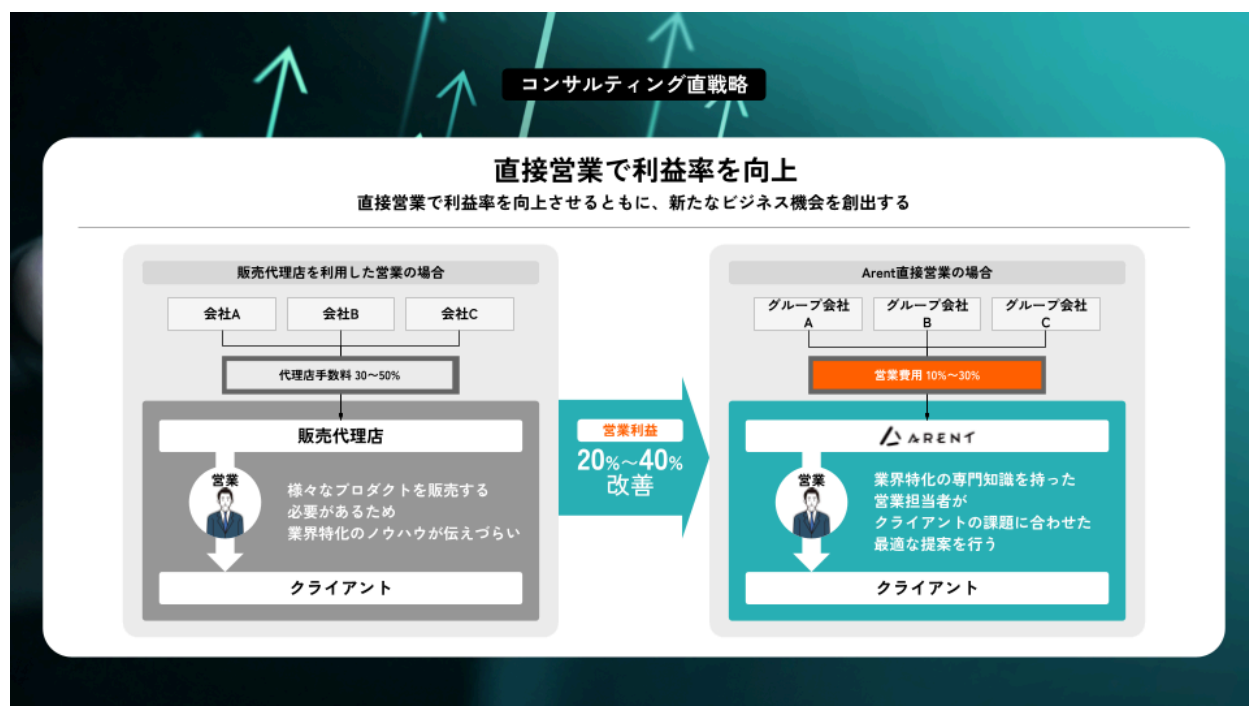 コンサルティング直戦略
直接営業で利益率を向上
直接営業で利益率を向上させるともに、新たなビジネス機会を創出する
販売代理店を利用した営業の場合
会社A
会社B
会社C
代理店手数料 30〜50%
販売代理店
営業
様々なプロダクトを販売する
必要があるため
業界特化のノウハウが伝えづらい
クライアント
営業利益
20%〜40%
改善
Arent直接営業の場合
グループ会社
A
グループ会社
B
グループ会社
C
営業費用 10%〜30%
ARENT
営業
業界特化の専門知識を持った
営業担当者が
クライアントの課題に合わせた
最適な提案を行う
クライアント